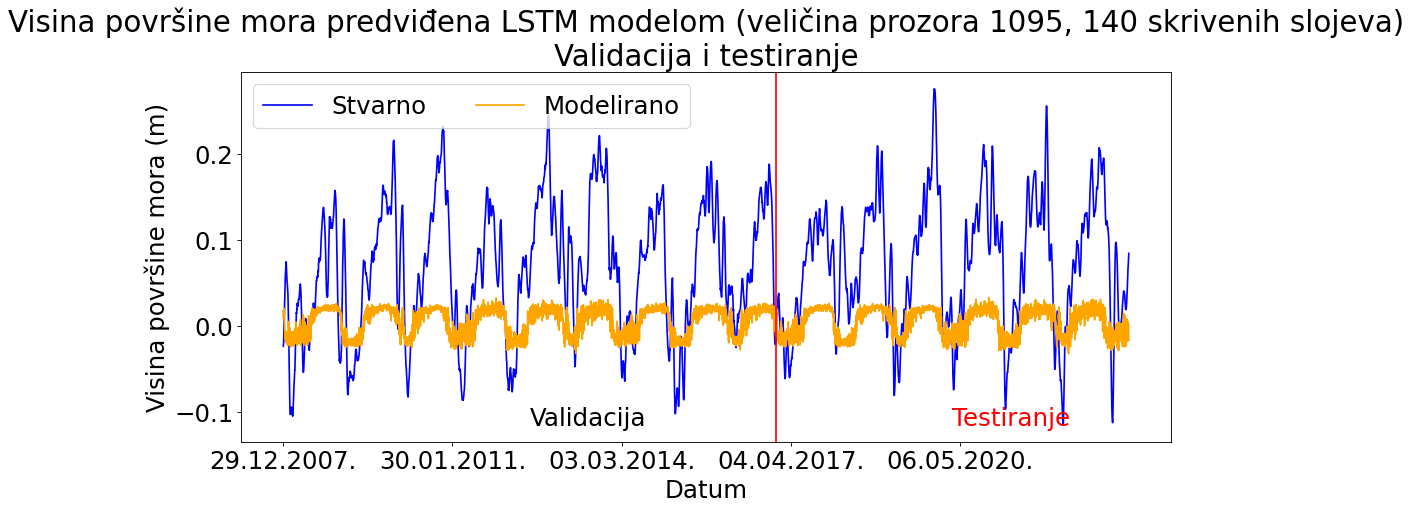 Visina površine mora predviđena LSTM modelom (veličina prozora 1095, 140 skrivenih slojeva)
Validacija i testiranje
Stvarno
Modelirano
Visina površine mora (m)
0.2
0.1
0.0
−0.1
Validacija
Testiranje
29.12.2007.
30.01.2011.
03.03.2014.
04.04.2017.
06.05.2020.
Datum